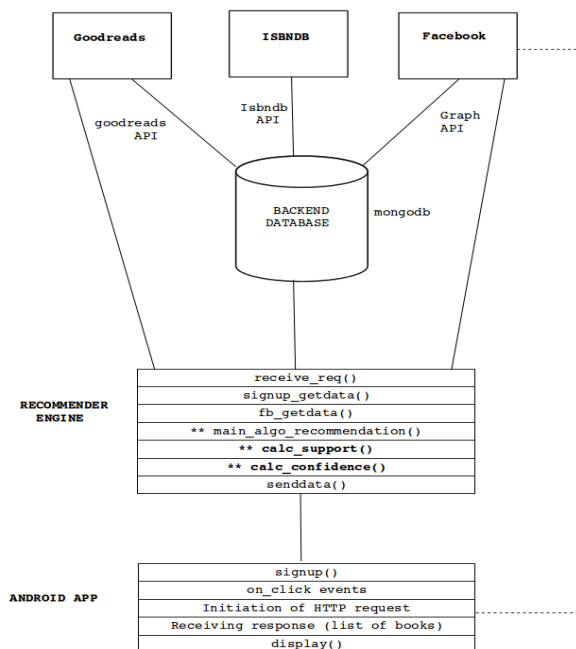 Goodreads
ISBNDB
Facebook
goodreads
API
Isbndb
API
Graph
API
BACKEND
DATABASE
mongodb
RECOMMENDER
ENGINE
receive_req()
signup_getdata()
fb_getdata()
** main_algo_recommendation()
** calc_support()
** calc_confidence()
senddata()
ANDROID APP
signup()
on_click events
Initiation of HTTP request
Receiving response (list of books)
display()